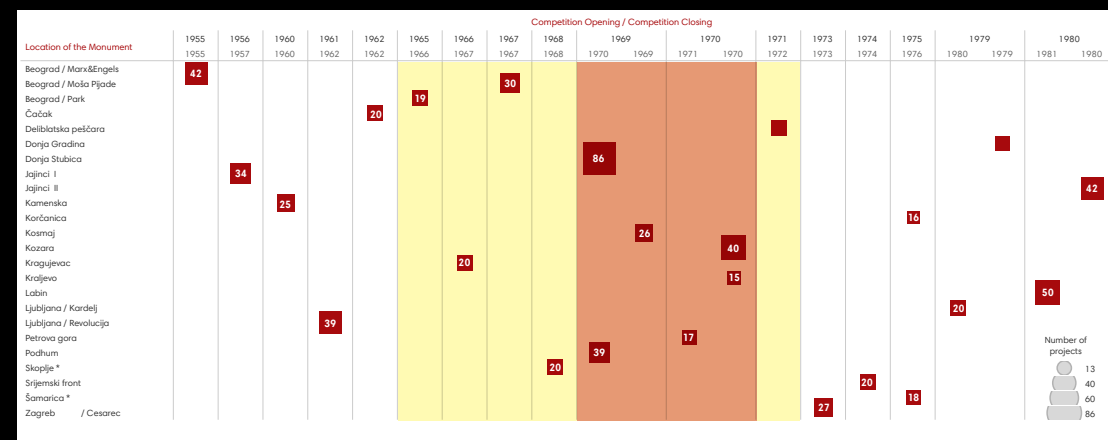 Competition Opening / Competition Closing
Location of the Monument
1955 1956 1960 1961 1962 1965 1966 1967 1968 1969 1970 1971 1973 1974 1975 1979 1980
1955 1957 1960 1962 1962 1966 1967 1967 1968 1970 1969 1971 1970 1972 1973 1974 1976 1980 1979 1981 1980
Beograd / Marx&Engels 42
Beograd / Moša Pijade 30
Beograd / Park 19
Čačak 20
Deliblatska peščara
Donja Gradina
Donja Stubica 86
Jajinci I 34
Jajinci II 42
Kamenska 25
Korčanica 16
Kosmaj 26
Kozara 40
Kragujevac 20
Kraljevo 15
Labin 50
Ljubljana / Kardelj 20
Ljubljana / Revolucija 39
Petrova gora 17
Podhum 39
Skoplje * 20
Srijemski front 20
Šamarica * 18
Zagreb / Cesarec 27
Number of
projects
13
40
60
86